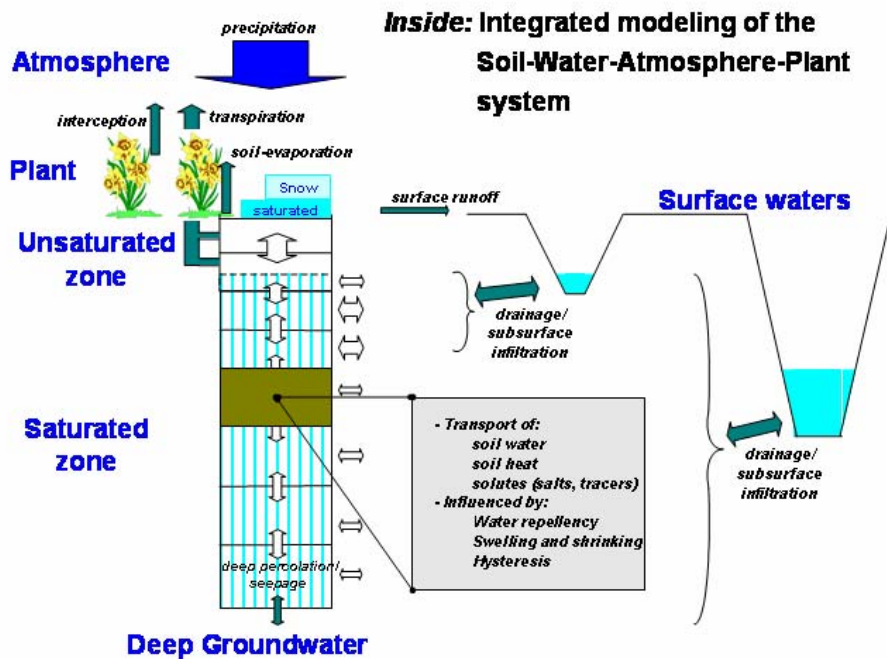 Inside: Integrated modeling of the
Soil-Water-Atmosphere-Plant
system
precipitation
Atmosphere
interception
transpiration
Plant
soil-evaporation
Snow
saturated
surface runoff
Surface waters
Unsaturated
zone
drainage/
subsurface
infiltration
Saturated
zone
- Transport of:
soil water
soil heat
solutes (salts, tracers)
- Influenced by:
Water repellency
Swelling and shrinking
Hysteresis
drainage/
subsurface
infiltration
deep percolation/
seepage
Deep Groundwater